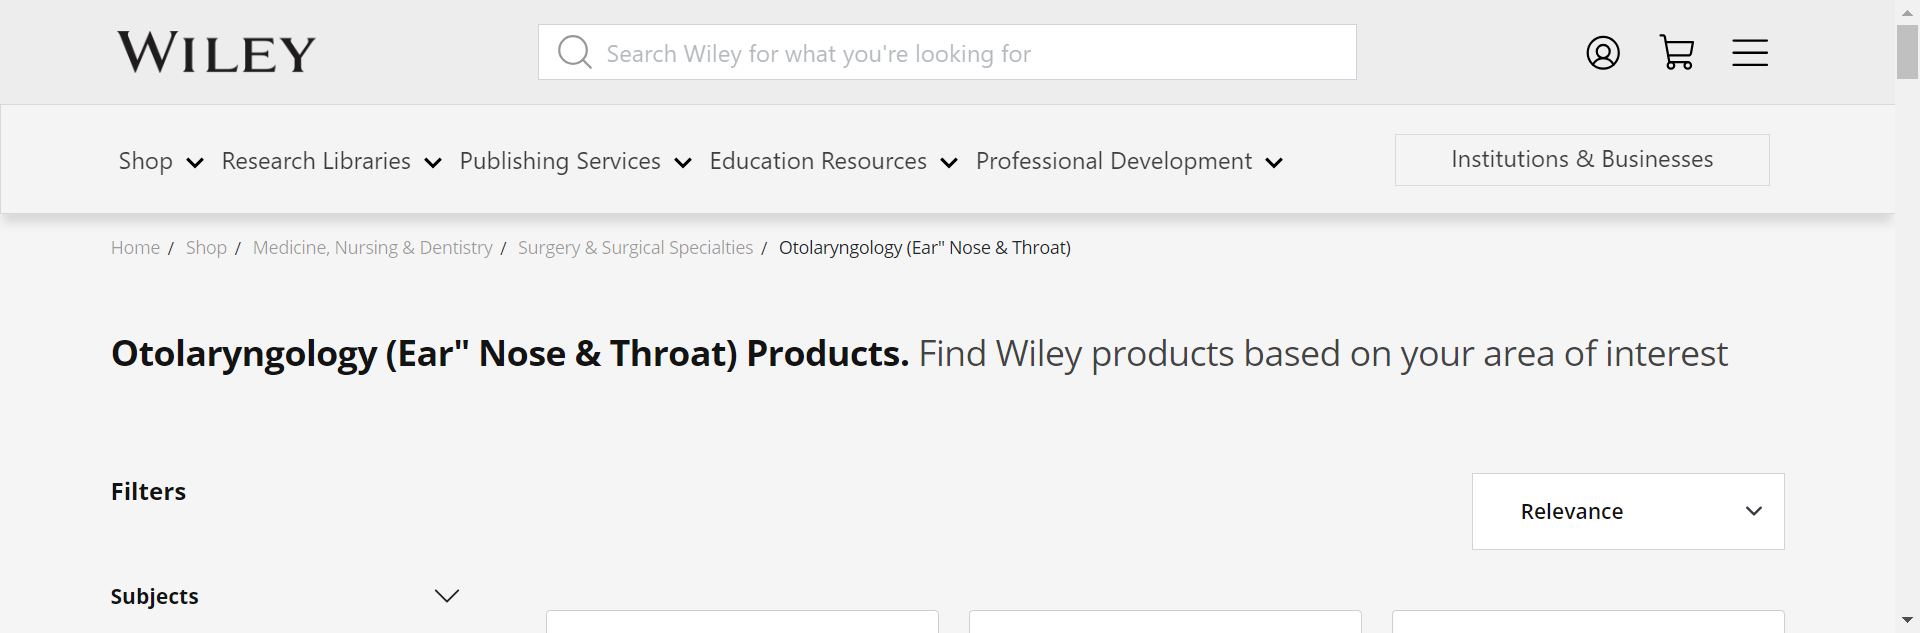 WILEY
Search Wiley for what you're looking for
Shop Research Libraries Publishing Services Education Resources Professional Development Institutions & Businesses
Home / Shop / Medicine, Nursing & Dentistry / Surgery & Surgical Specialties / Otolaryngology (Ear" Nose & Throat)
Otolaryngology (Ear" Nose & Throat) Products. Find Wiley products based on your area of interest
Filters
Relevance
Subjects